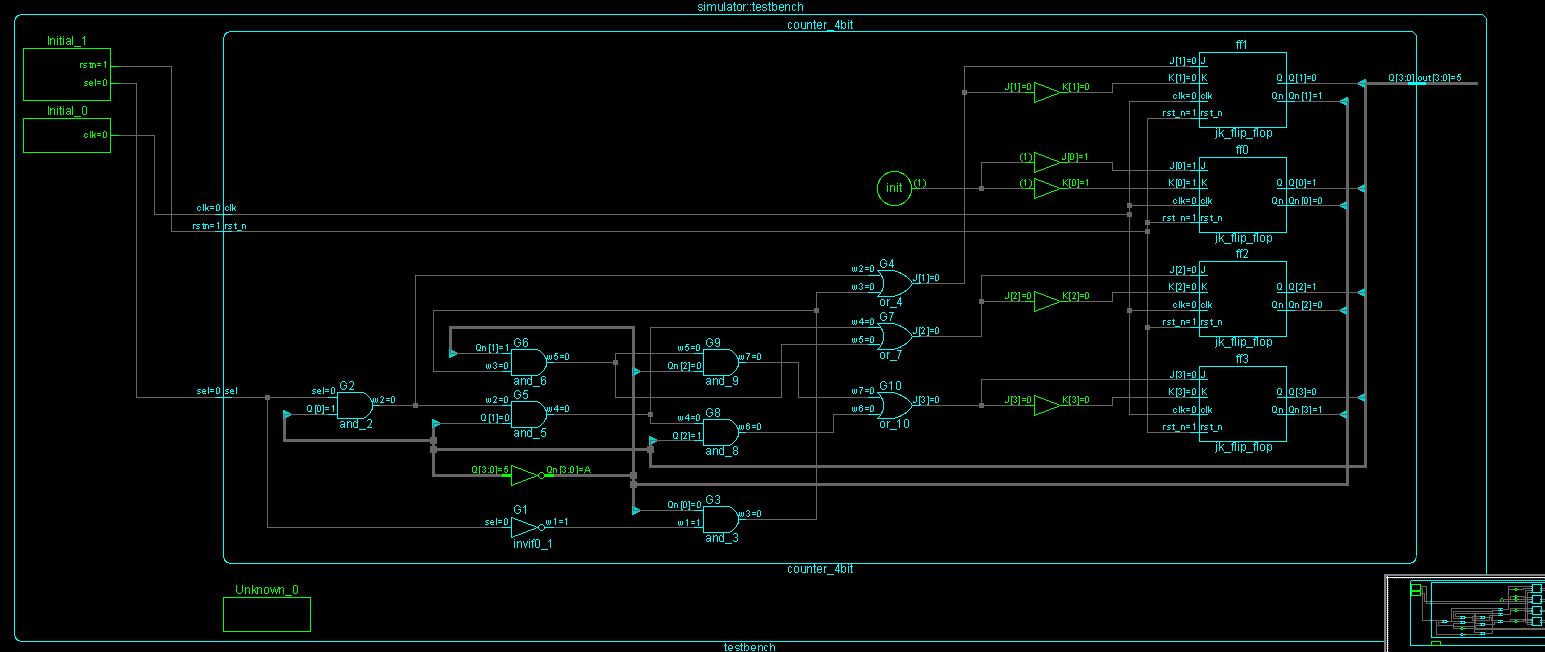 simulator::testbench
counter_4bit
Initial_1
rstn=1
sel=0
Initial_0
clk=0
clk=0 clk
rstn=1 rst_n
sel=0 sel
init (1)
(1) J[0]=1
(1) K[0]=1
J[1]=0 K[1]=0
ff1
J[1]=0 J
K[1]=0 K
clk=0 clk
rst_n=1 rst_n
Q Q[1]=0
Qn Qn[1]=1
jk_flip_flop
Q[3:0] out[3:0]=5
ff0
J[0]=1 J
K[0]=1 K
clk=0 clk
rst_n=1 rst_n
Q Q[0]=1
Qn Qn[0]=0
jk_flip_flop
ff2
J[2]=0 J
K[2]=0 K
clk=0 clk
rst_n=1 rst_n
Q Q[2]=1
Qn Qn[2]=0
jk_flip_flop
J[2]=0 K[2]=0
ff3
J[3]=0 J
K[3]=0 K
clk=0 clk
rst_n=1 rst_n
Q Q[3]=0
Qn Qn[3]=1
jk_flip_flop
J[3]=0 K[3]=0
G4
w2=0
w3=0
J[1]=0
or_4
G7
w4=0
w5=0
J[2]=0
or_7
G10
w7=0
w6=0
J[3]=0
or_10
G6
Qn[1]=1
w3=0
w5=0
and_6
G9
w5=0
Qn[2]=0
w7=0
and_9
G2
sel=0
Q[0]=1
w2=0
and_2
G5
w2=0
Q[1]=0
w4=0
and_5
G8
w4=0
Q[2]=1
w6=0
and_8
Q[3:0]=5 Qn[3:0]=A
G3
Qn[0]=0
w1=1
w3=0
and_3
G1
sel=0 w1=1
invif0_1
counter_4bit
Unknown_0
testbench